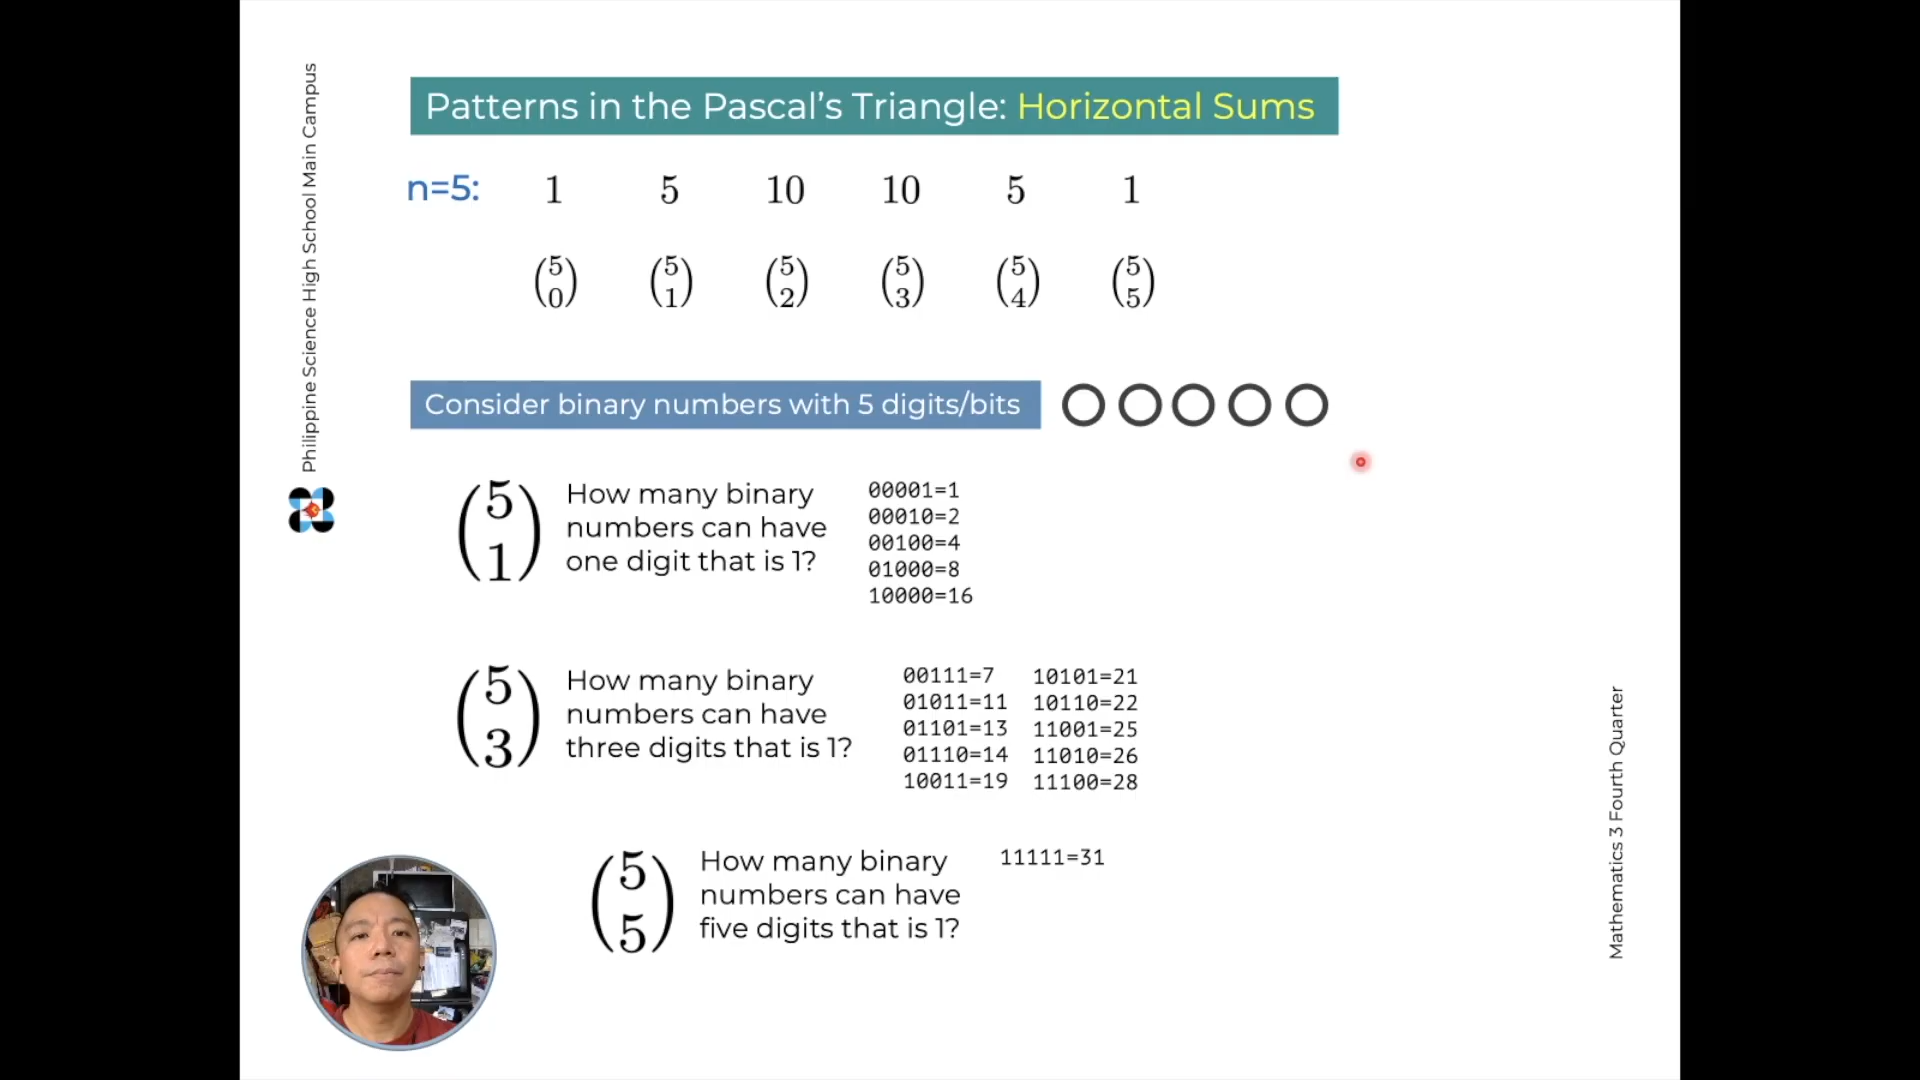 Philippine Science High School Main Campus
Patterns in the Pascal's Triangle: Horizontal Sums
n=5: 1 5 10 10 5 1
(5 0) (5 1) (5 2) (5 3) (5 4) (5 5)
Consider binary numbers with 5 digits/bits
(5 1)
How many binary
numbers can have
one digit that is 1?
00001=1
00010=2
00100=4
01000=8
10000=16
(5 3)
How many binary
numbers can have
three digits that is 1?
00111=7
01011=11
01101=13
01110=14
10011=19
10101=21
10110=22
11001=25
11010=26
11100=28
(5 5)
How many binary
numbers can have
five digits that is 1?
11111=31
Mathematics 3 Fourth Quarter